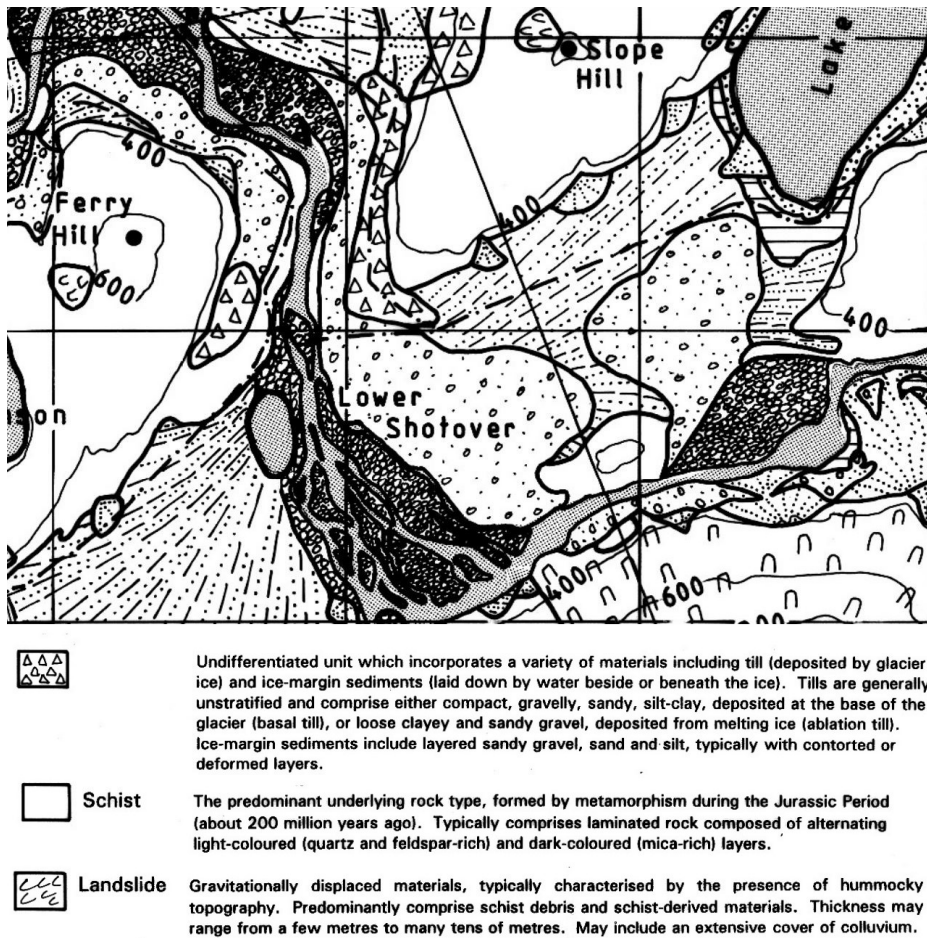 Slope
Hill
Lake
400
Ferry
Hill
600
400
400
son
Lower
Shotover
400
600
Undifferentiated unit which incorporates a variety of materials including till (deposited by glacier
ice) and ice-margin sediments (laid down by water beside or beneath the ice). Tills are generally
unstratified and comprise either compact, gravelly, sandy, silt-clay, deposited at the base of the
glacier (basal till), or loose clayey and sandy gravel, deposited from melting ice (ablation till).
Ice-margin sediments include layered sandy gravel, sand and silt, typically with contorted or
deformed layers.
Schist
The predominant underlying rock type, formed by metamorphism during the Jurassic Period
(about 200 million years ago). Typically comprises laminated rock composed of alternating
light-coloured (quartz and feldspar-rich) and dark-coloured (mica-rich) layers.
Landslide
Gravitationally displaced materials, typically characterised by the presence of hummocky
topography. Predominantly comprise schist debris and schist-derived materials. Thickness may
range from a few metres to many tens of metres. May include an extensive cover of colluvium.